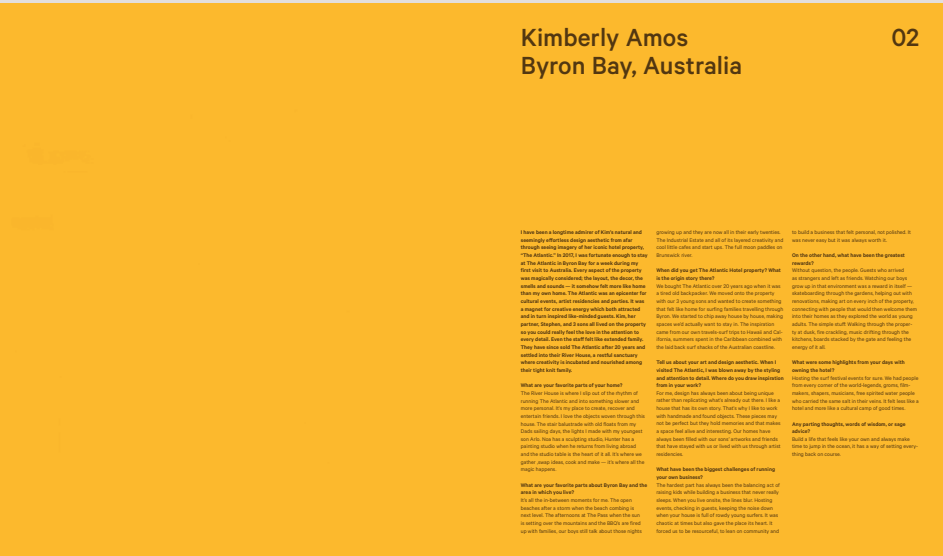 Kimberly Amos
02
Byron Bay, Australia
I have been a longtime admirer of Kim's natural and
seemingly effortless design aesthetic from afar
through seeing imagery of her iconic hotel property,
"The Atlantic." In 2017, I was fortunate enough to stay
at The Atlantic in Byron Bay for a week during my
first visit to Australia. Every aspect of the property
was magically considered; the layout, the decor, the
smells and sounds — it somehow felt more like home
than my own home. The Atlantic was an epicenter for
cultural events, artist residencies and parties. It was
a magnet for creative energy which both attracted
and in turn inspired like-minded guests. Kim, her
partner, Stephen, and 3 sons all lived on the property
so you could really feel the love in the attention to
every detail. Even the staff felt like extended family.
They have since sold The Atlantic after 20 years and
settled into their River House, a restful sanctuary
where creativity is incubated and nourished among
their tight knit family.
What are your favorite parts of your home?
The River House is where I slip out of the rhythm of
running The Atlantic and into something slower and
more personal. It's my place to create, recover and
entertain friends. I love the objects woven through this
house. The stair balustrade with old floats from my
Dads sailing days, the lights I made with my youngest
son Arlo. Noa has a sculpting studio, Hunter has a
painting studio when he returns from living abroad
and the studio table is the heart of it all. It's where we
gather ,swap ideas, cook and make — it's where all the
magic happens.
What are your favorite parts about Byron Bay and the
area in which you live?
It's all the in-between moments for me. The open
beaches after a storm when the beach combing is
next level. The afternoons at The Pass when the sun
is setting over the mountains and the BBQ's are fired
up with families, our boys still talk about those nights
growing up and they are now all in their early twenties.
The Industrial Estate and all of its layered creativity and
cool little cafes and start ups. The full moon paddles on
Brunswick river.
When did you get The Atlantic Hotel property? What
is the origin story there?
We bought The Atlantic over 20 years ago when it was
a tired old backpacker. We moved onto the property
with our 3 young sons and wanted to create something
that felt like home for surfing families travelling through
Byron. We started to chip away house by house, making
spaces we'd actually want to stay in. The inspiration
came from our own travels-surf trips to Hawaii and Cal-
ifornia, summers spent in the Caribbean combined with
the laid back surf shacks of the Australian coastline.
Tell us about your art and design aesthetic. When I
visited The Atlantic, I was blown away by the styling
and attention to detail. Where do you draw inspiration
from in your work?
For me, design has always been about being unique
rather than replicating what's already out there. I like a
house that has its own story. That's why I like to work
with handmade and found objects. These pieces may
not be perfect but they hold memories and that makes
a space feel alive and interesting. Our homes have
always been filled with our sons' artworks and friends
that have stayed with us or lived with us through artist
residencies.
What have been the biggest challenges of running
your own business?
The hardest part has always been the balancing act of
raising kids while building a business that never really
sleeps. When you live onsite, the lines blur. Hosting
events, checking in guests, keeping the noise down
when your house is full of rowdy young surfers. It was
chaotic at times but also gave the place its heart. It
forced us to be resourceful, to lean on community and
to build a business that felt personal, not polished. It
was never easy but it was always worth it.
On the other hand, what have been the greatest
rewards?
Without question, the people. Guests who arrived
as strangers and left as friends. Watching our boys
grow up in that environment was a reward in itself —
skateboarding through the gardens, helping out with
renovations, making art on every inch of the property,
connecting with people that would then welcome them
into their homes as they explored the world as young
adults. The simple stuff. Walking through the proper-
ty at dusk, fire crackling, music drifting through the
kitchens, boards stacked by the gate and feeling the
energy of it all.
What were some highlights from your days with
owning the hotel?
Hosting the surf festival events for sure. We had people
from every corner of the world-legends, groms, film-
makers, shapers, musicians, free spirited water people
who carried the same salt in their veins. It felt less like a
hotel and more like a cultural camp of good times.
Any parting thoughts, words of wisdom, or sage
advice?
Build a life that feels like your own and always make
time to jump in the ocean, it has a way of setting every-
thing back on course.